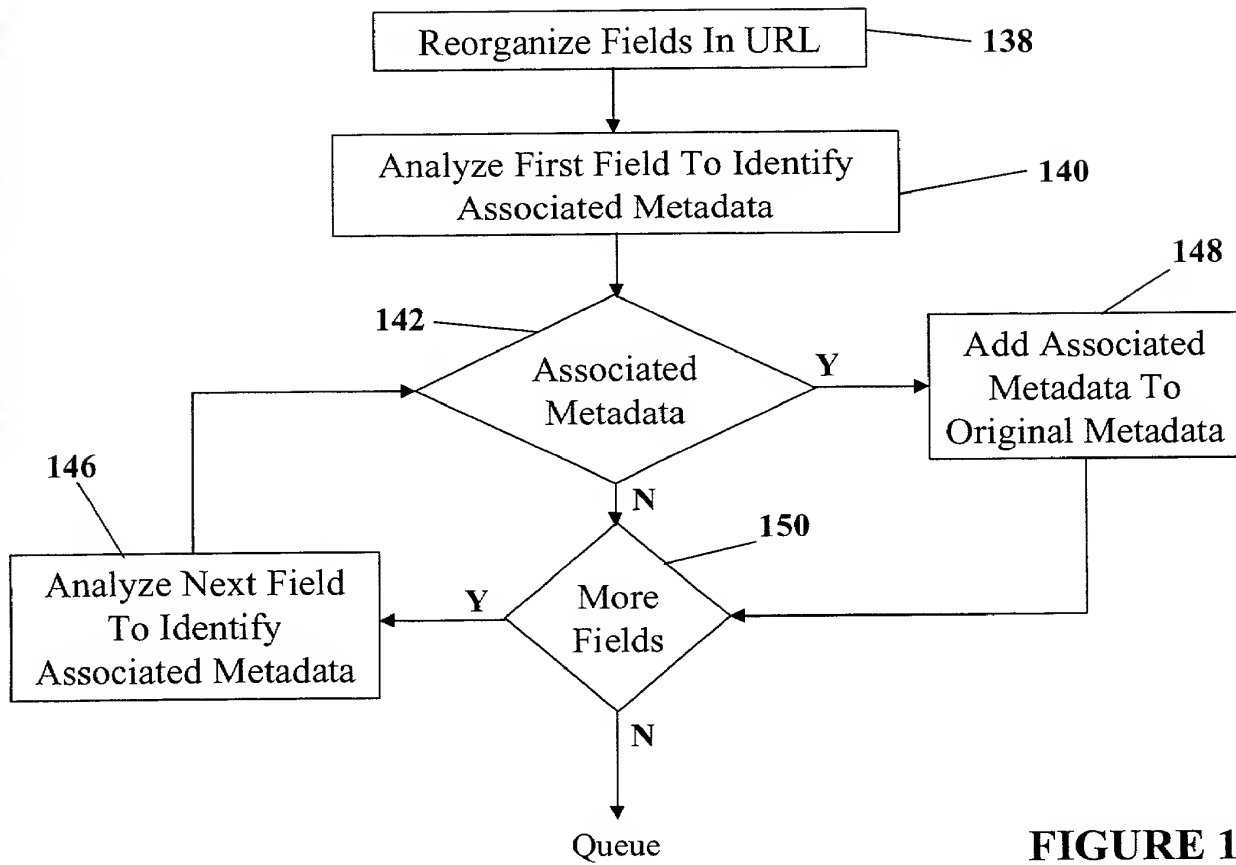 Reorganize Fields In URL
138
Analyze First Field To Identify
Associated Metadata
140
142
Associated
Metadata
Y
148
Add Associated
Metadata To
Original Metadata
N
146
Analyze Next Field
To Identify
Associated Metadata
Y
150
More
Fields
N
Queue
FIGURE 1